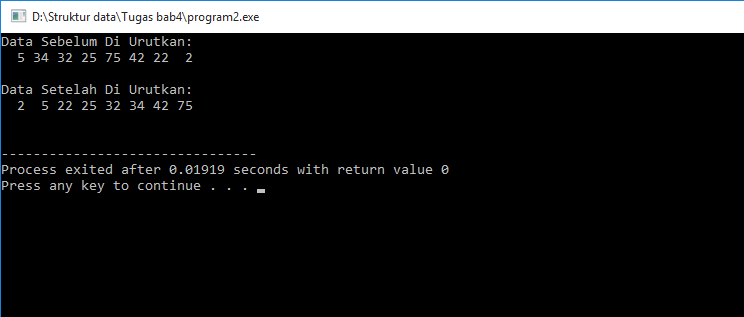 D:\Struktur data\Tugas bab4\program2.exe
Data Sebelum Di Urutkan:
  5 34 32 25 75 42 22  2
Data Setelah Di Urutkan:
  2  5 22 25 32 34 42 75
--------------------------------
Process exited after 0.01919 seconds with return value 0
Press any key to continue . . .